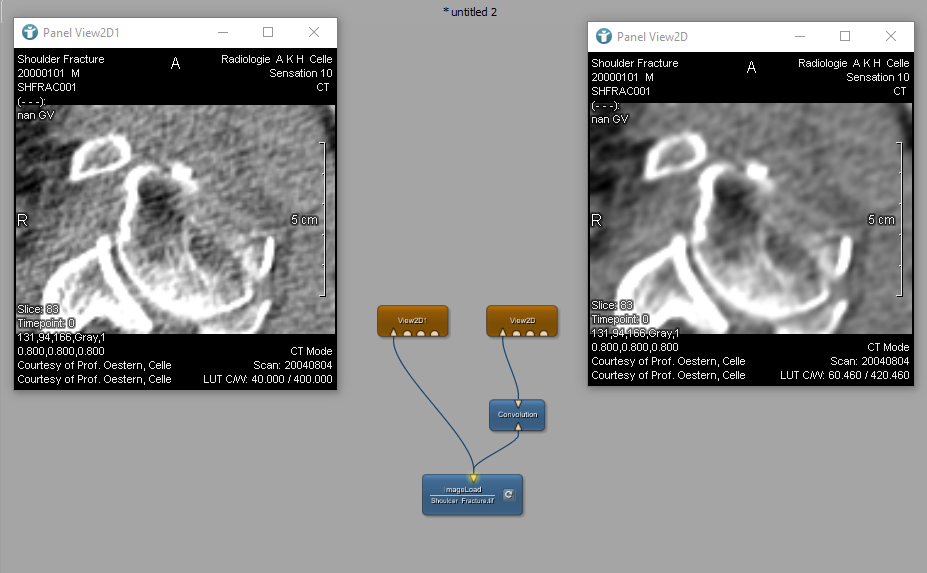 * untitled 2
Panel View2D1
Shoulder Fracture
20000101 M
SHFRAC001
(- - -):
nan GV
A
Radiologie A K H Celle
Sensation 10
CT
R
5 cm
Slice: 83
Timepoint: 0
131,94,166,Gray,1
0.800,0.800,0.800
Courtesy of Prof. Oestern, Celle
Courtesy of Prof. Oestern, Celle
CT Mode
Scan: 20040804
LUT C/W: 40.000 / 400.000
Panel View2D
Shoulder Fracture
20000101 M
SHFRAC001
(- - -):
nan GV
A
Radiologie A K H Celle
Sensation 10
CT
R
5 cm
Slice: 83
Timepoint: 0
131,94,166,Gray,1
0.800,0.800,0.800
Courtesy of Prof. Oestern, Celle
Courtesy of Prof. Oestern, Celle
CT Mode
Scan: 20040804
LUT C/W: 60.460 / 420.460
View2D1
View2D
Convolution
ImageLoad
Shoulder_Fracture.tif